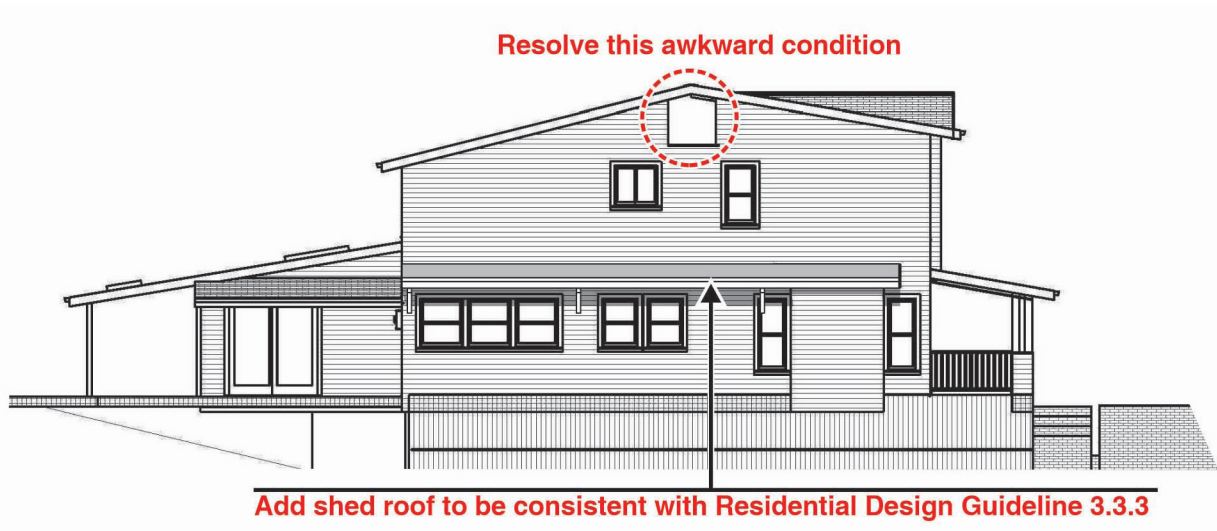 Resolve this awkward condition
Add shed roof to be consistent with Residential Design Guideline 3.3.3